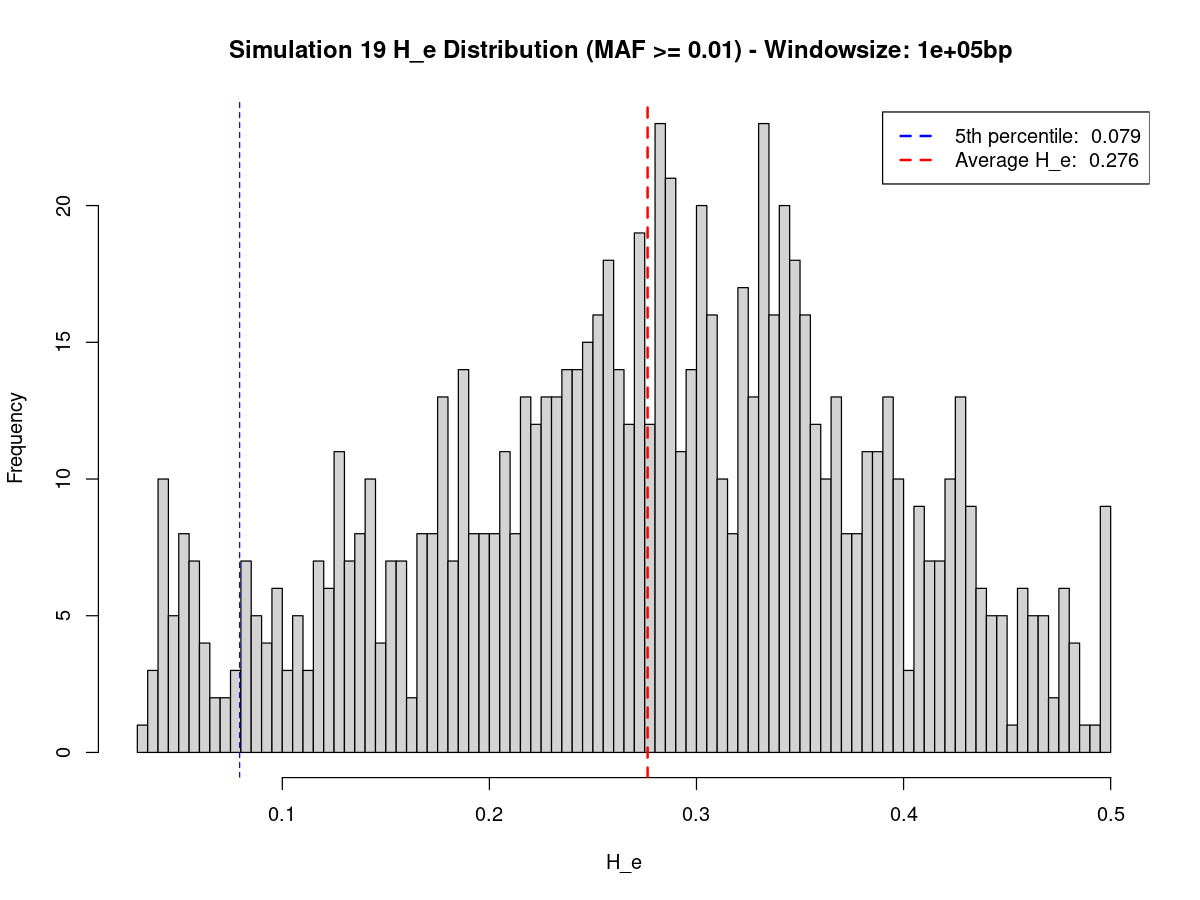 Simulation 19 H_e Distribution (MAF >= 0.01) - Windowsize: 1e+05bp
5th percentile:  0.079
Average H_e:  0.276
Frequency
20
15
10
5
0
0.1 0.2 0.3 0.4 0.5
H_e